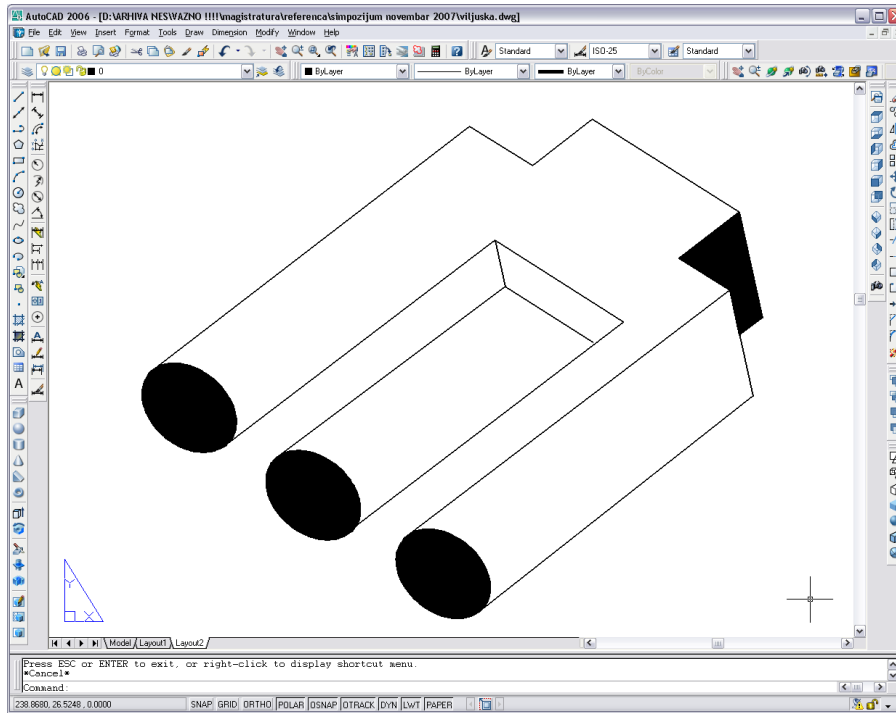 AutoCAD 2006 - [D:\ARHIVA NESWAZNO !!!!\magistratura\referenca\simpozijum novembar 2007\viljuska.dwg]
File Edit View Insert Format Tools Draw Dimension Modify Window Help
Standard ISO-25 Standard
0 ByLayer ByLayer ByLayer ByColor
A
Y
X
Model Layout1 Layout2
Press ESC or ENTER to exit, or right-click to display shortcut menu.
*Cancel*
Command:
238.8680, 26.5248 , 0.0000 SNAP GRID ORTHO POLAR OSNAP OTRACK DYN LWT PAPER